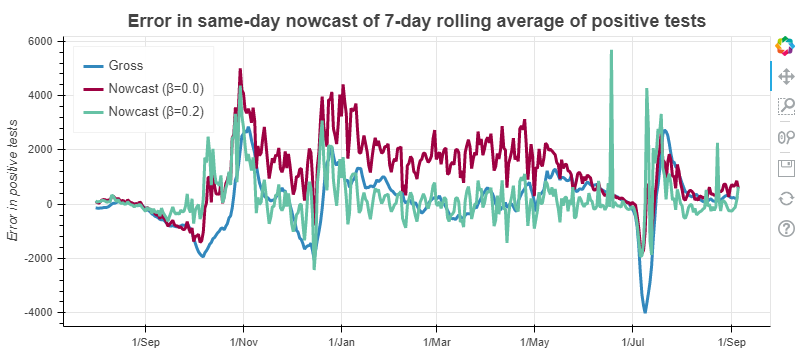 Error in same-day nowcast of 7-day rolling average of positive tests
6000
4000
2000
0
-2000
-4000
Error in positive tests
Gross
Nowcast (β=0.0)
Nowcast (β=0.2)
1/Sep
1/Nov
1/Jan
1/Mar
1/May
1/Jul
1/Sep